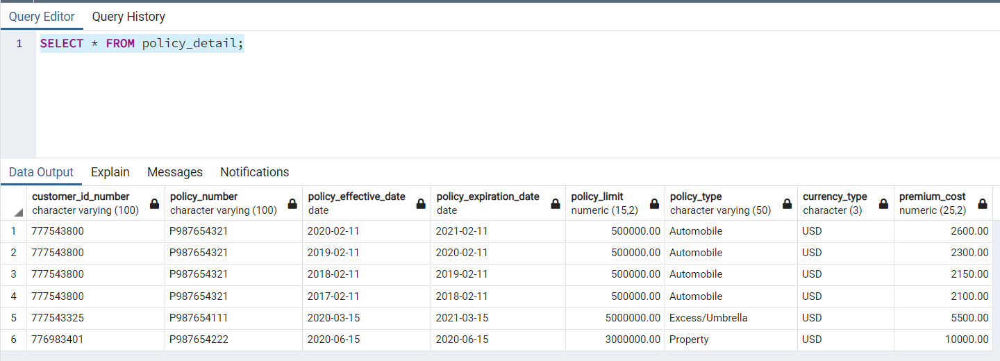 Query Editor Query History
1 SELECT * FROM policy_detail;
Data Output Explain Messages Notifications
customer_id_number policy_number policy_effective_date policy_expiration_date policy_limit policy_type currency_type premium_cost
character varying (100) character varying (100) date date numeric (15,2) character varying (50) character (3) numeric (25,2)
1 777543800 P987654321 2020-02-11 2021-02-11 500000.00 Automobile USD 2600.00
2 777543800 P987654321 2019-02-11 2020-02-11 500000.00 Automobile USD 2300.00
3 777543800 P987654321 2018-02-11 2019-02-11 500000.00 Automobile USD 2150.00
4 777543800 P987654321 2017-02-11 2018-02-11 500000.00 Automobile USD 2100.00
5 777543325 P987654111 2020-03-15 2021-03-15 5000000.00 Excess/Umbrella USD 5500.00
6 776983401 P987654222 2020-06-15 2020-06-15 3000000.00 Property USD 10000.00